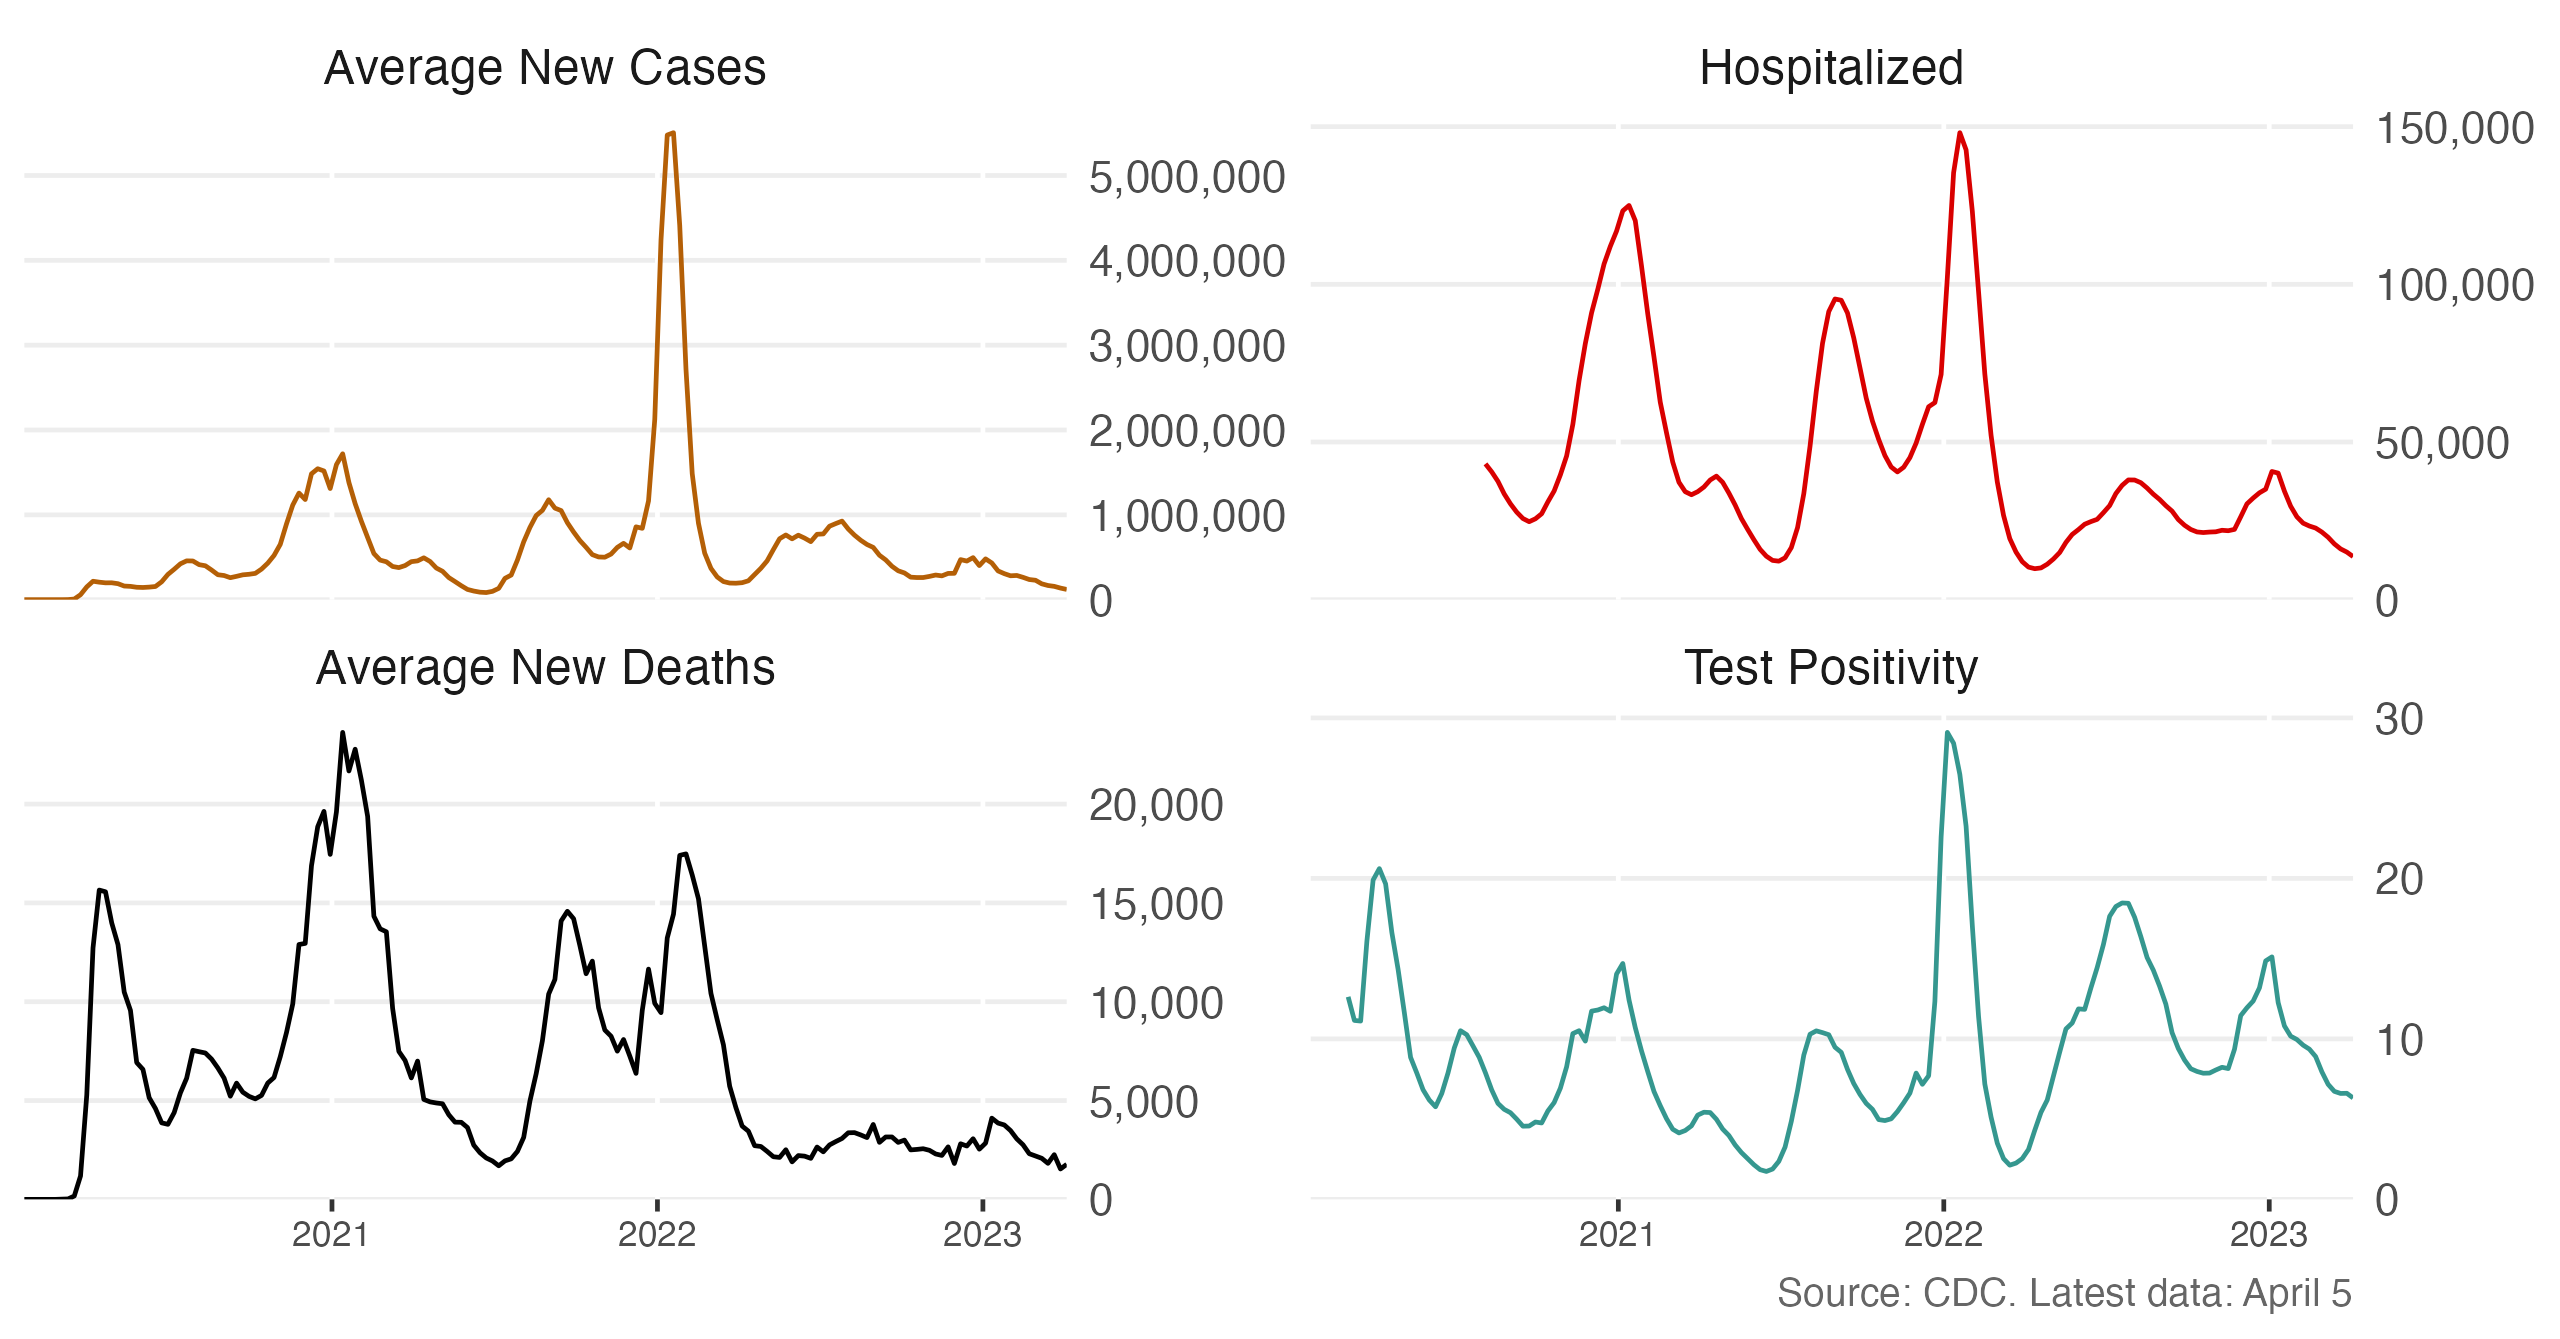 Average New Cases
5,000,000
4,000,000
3,000,000
2,000,000
1,000,000
0
Hospitalized
150,000
100,000
50,000
0
Average New Deaths
20,000
15,000
10,000
5,000
0
2021 2022 2023
Test Positivity
30
20
10
0
2021 2022 2023
Source: CDC. Latest data: April 5